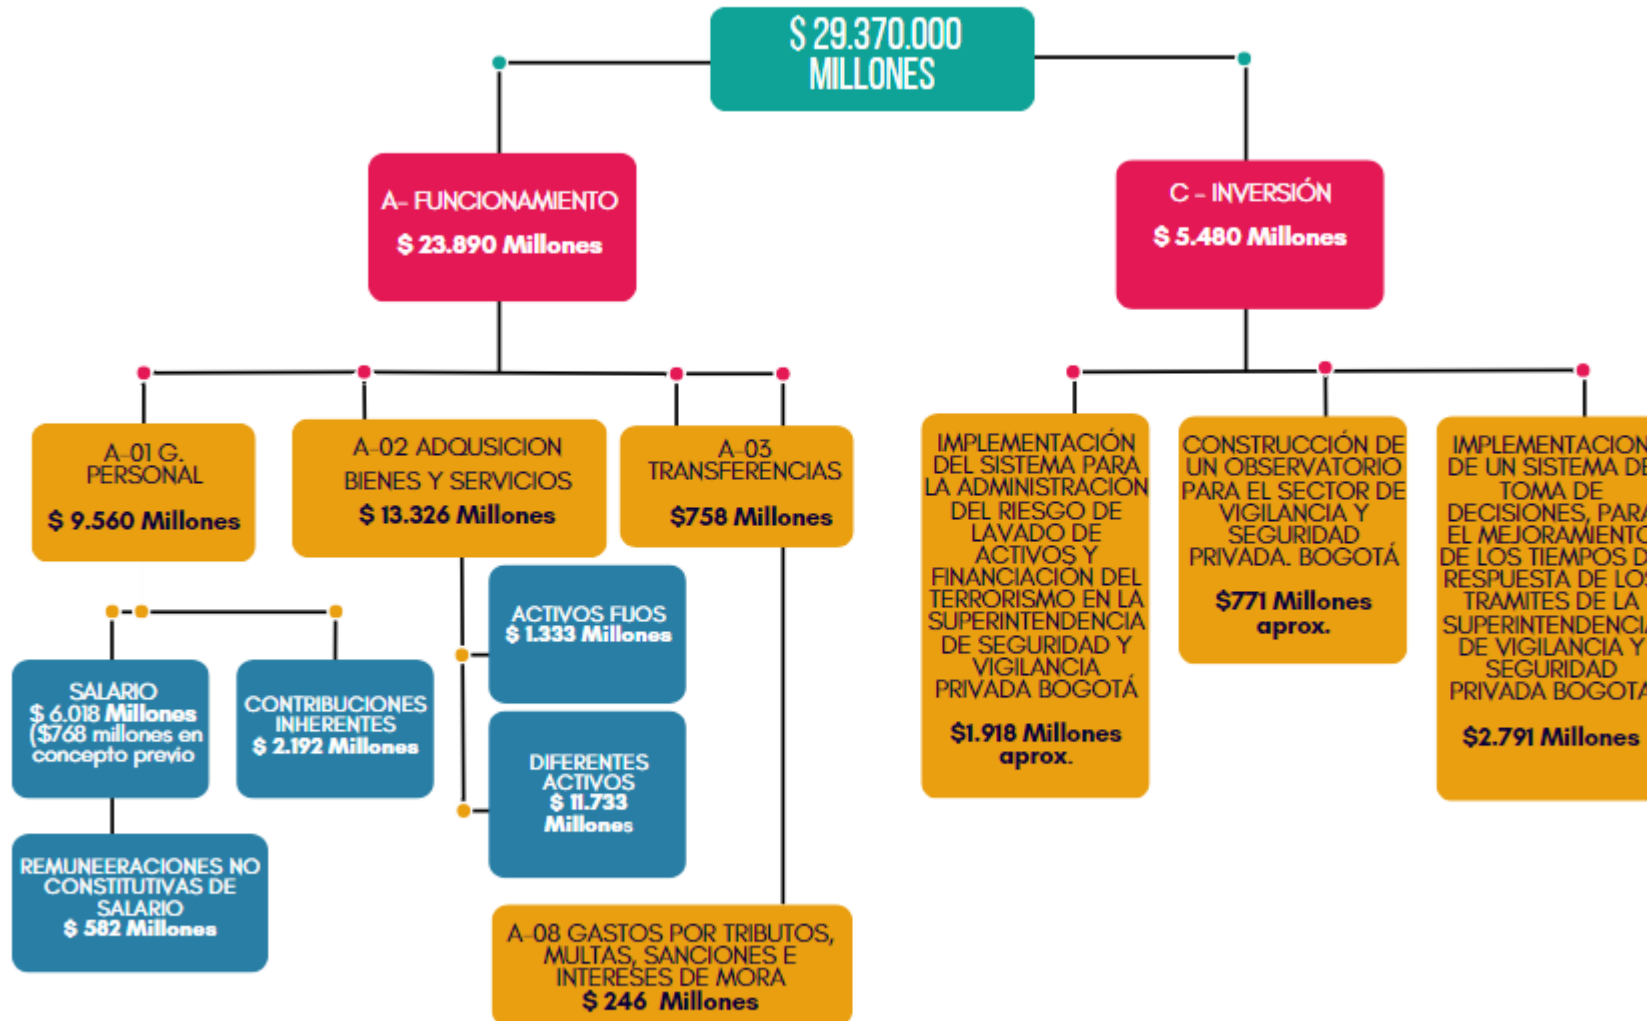 $ 29.370.000
MILLONES
A- FUNCIONAMIENTO
$ 23.890 Millones
C - INVERSIÓN
$ 5.480 Millones
A-01 G.
PERSONAL
$ 9.560 Millones
A-02 ADQUSICION
BIENES Y SERVICIOS
$ 13.326 Millones
A-03
TRANSFERENCIAS
$758 Millones
IMPLEMENTACIÓN
DEL SISTEMA PARA
LA ADMINISTRACIÓN
DEL RIESGO DE
LAVADO DE
ACTIVOS Y
FINANCIACIÓN DEL
TERRORISMO EN LA
SUPERINTENDENCIA
DE SEGURIDAD Y
VIGILANCIA
PRIVADA BOGOTÁ
$1.918 Millones
aprox.
CONSTRUCCIÓN DE
UN OBSERVATORIO
PARA EL SECTOR DE
VIGILANCIA Y
SEGURIDAD
PRIVADA. BOGOTÁ
$771 Millones
aprox.
IMPLEMENTACION
DE UN SISTEMA DE
TOMA DE
DECISIONES, PARA
EL MEJORAMIENTO
DE LOS TIEMPOS DE
RESPUESTA DE LOS
TRAMITES DE LA
SUPERINTENDENCIA
DE VIGILANCIA Y
SEGURIDAD
PRIVADA BOGOTA
$2.791 Millones
ACTIVOS FIJOS
$ 1.333 Millones
SALARIO
$ 6.018 Millones
($768 millones en
concepto previo
CONTRIBUCIONES
INHERENTES
$ 2.192 Millones
DIFERENTES
ACTIVOS
$ 11.733
Millones
REMUNEERACIONES NO
CONSTITUTIVAS DE
SALARIO
$ 582 Millones
A-08 GASTOS POR TRIBUTOS,
MULTAS, SANCIONES E
INTERESES DE MORA
$ 246 Millones